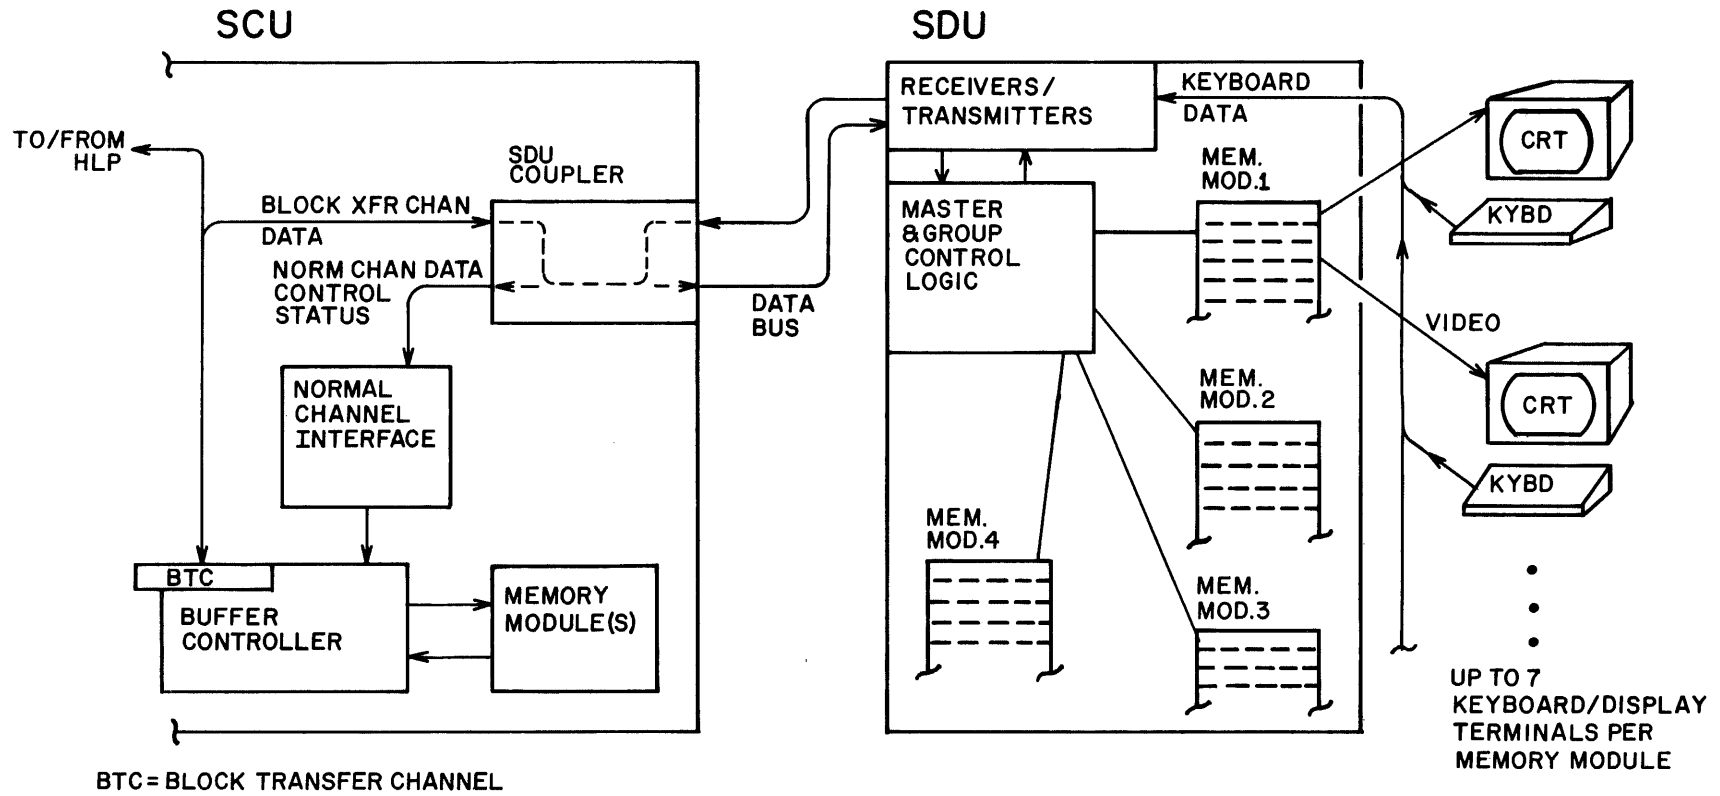 SCU
SDU
TO/FROM
HLP
SDU
COUPLER
BLOCK XFR CHAN
DATA
NORM CHAN DATA
CONTROL
STATUS
NORMAL
CHANNEL
INTERFACE
BTC
BUFFER
CONTROLLER
MEMORY
MODULE(S)
DATA
BUS
RECEIVERS/
TRANSMITTERS
KEYBOARD
DATA
MASTER
&GROUP
CONTROL
LOGIC
MEM.
MOD.1
MEM.
MOD.2
MEM.
MOD.3
MEM.
MOD.4
CRT
KYBD
VIDEO
CRT
KYBD
UP TO 7
KEYBOARD/DISPLAY
TERMINALS PER
MEMORY MODULE
BTC=BLOCK TRANSFER CHANNEL